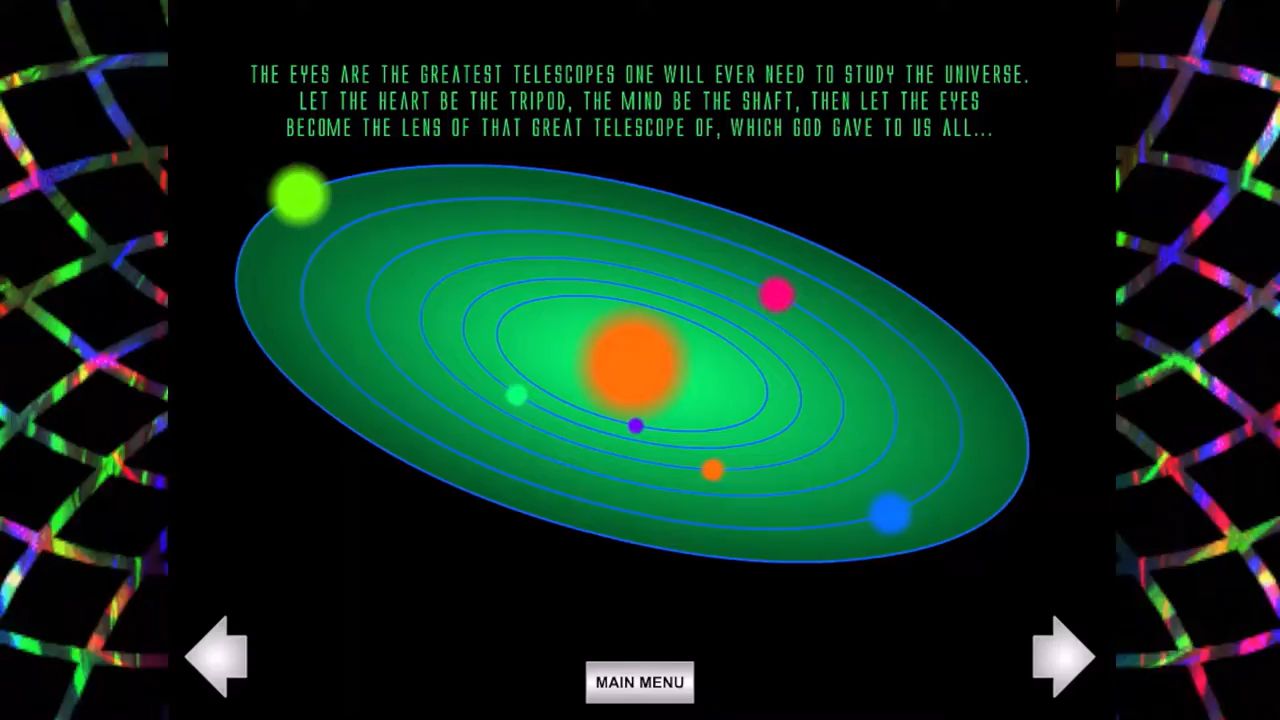 THE EYES ARE THE GREATEST TELESCOPES ONE WILL EVER NEED TO STUDY THE UNIVERSE.
LET THE HEART BE THE TRIPOD, THE MIND BE THE SHAFT, THEN LET THE EYES
BECOME THE LENS OF THAT GREAT TELESCOPE OF, WHICH GOD GAVE TO US ALL...
MAIN MENU